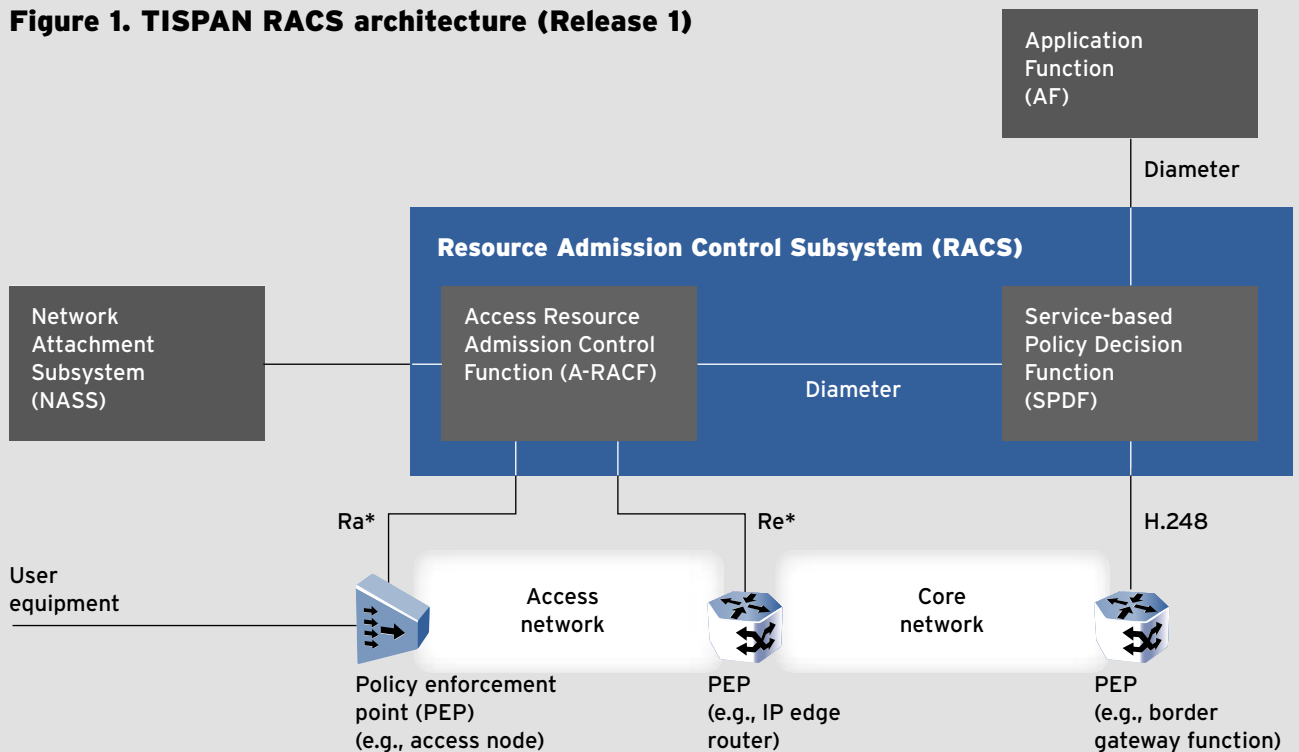 Figure 1. TISPAN RACS architecture (Release 1)
Application
Function
(AF)
Diameter
Resource Admission Control Subsystem (RACS)
Network
Attachment
Subsystem
(NASS)
Access Resource
Admission Control
Function (A-RACF)
Diameter
Service-based
Policy Decision
Function
(SPDF)
Ra*
Re*
H.248
User
equipment
Access
network
Core
network
Policy enforcement
point (PEP)
(e.g., access node)
PEP
(e.g., IP edge
router)
PEP
(e.g., border
gateway function)